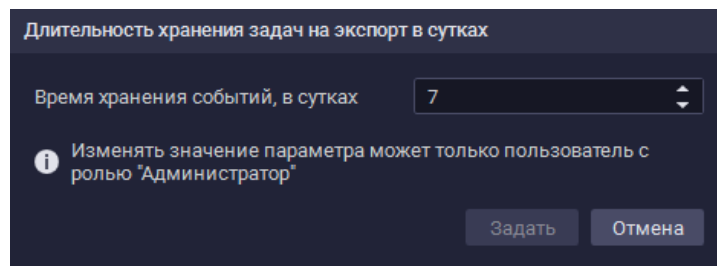 Длительность хранения задач на экспорт в сутках
Время хранения событий, в сутках 7
Изменять значение параметра может только пользователь с
ролью "Администратор"
Задать Отмена